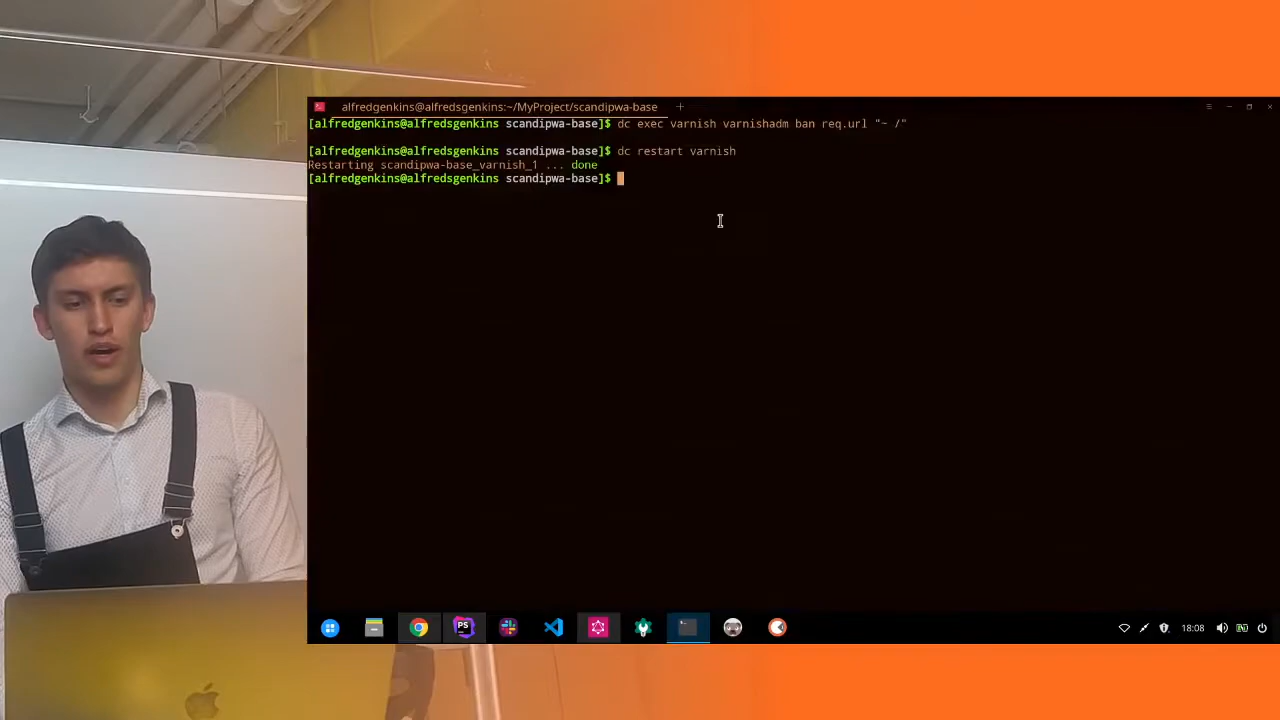 alfredgenkins@alfredsgenkins:~/MyProject/scandipwa-base
[alfredgenkins@alfredsgenkins scandipwa-base]$ dc exec varnish varnishadm ban req.url "~ /"
[alfredgenkins@alfredsgenkins scandipwa-base]$ dc restart varnish
Restarting scandipwa-base_varnish_1 ... done
[alfredgenkins@alfredsgenkins scandipwa-base]$
PS
18:08